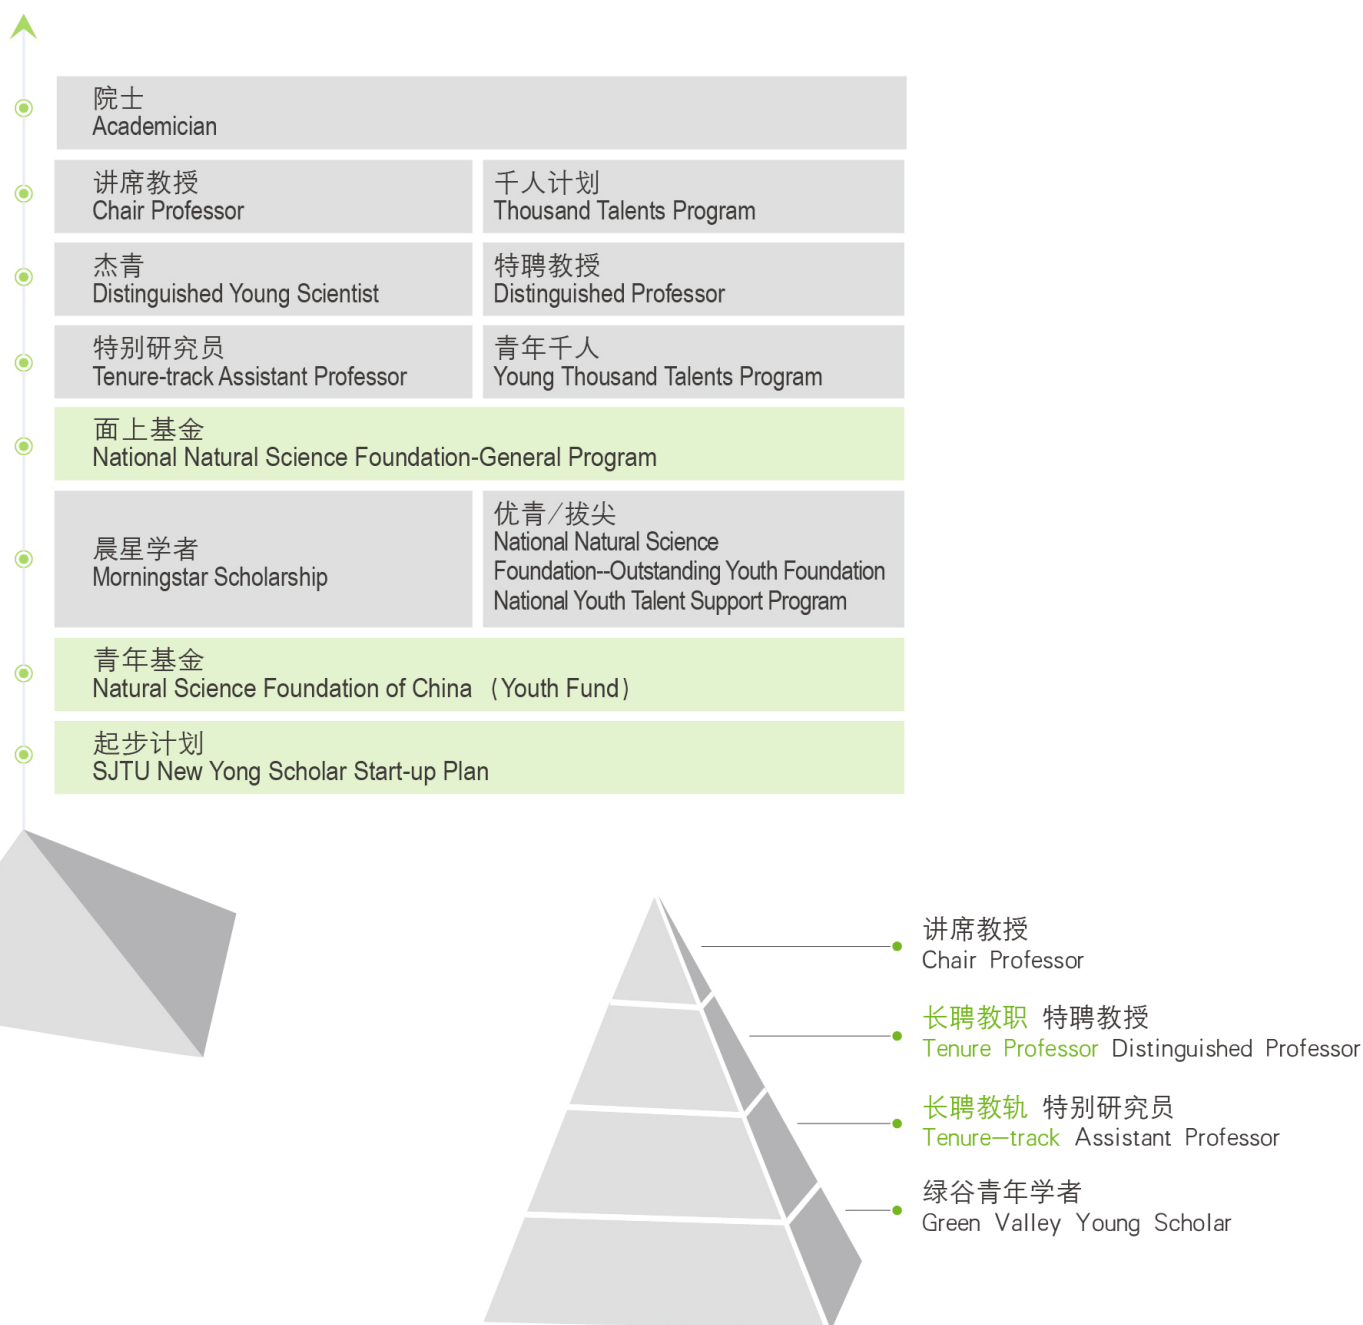 院士
Academician
讲席教授
Chair Professor
千人计划
Thousand Talents Program
杰青
Distinguished Young Scientist
特聘教授
Distinguished Professor
特别研究员
Tenure-track Assistant Professor
青年千人
Young Thousand Talents Program
面上基金
National Natural Science Foundation-General Program
晨星学者
Morningstar Scholarship
优青/拔尖
National Natural Science
Foundation--Outstanding Youth Foundation
National Youth Talent Support Program
青年基金
Natural Science Foundation of China （Youth Fund）
起步计划
SJTU New Yong Scholar Start-up Plan
讲席教授
Chair Professor
长聘教职 特聘教授
Tenure Professor Distinguished Professor
长聘教轨 特别研究员
Tenure-track Assistant Professor
绿谷青年学者
Green Valley Young Scholar